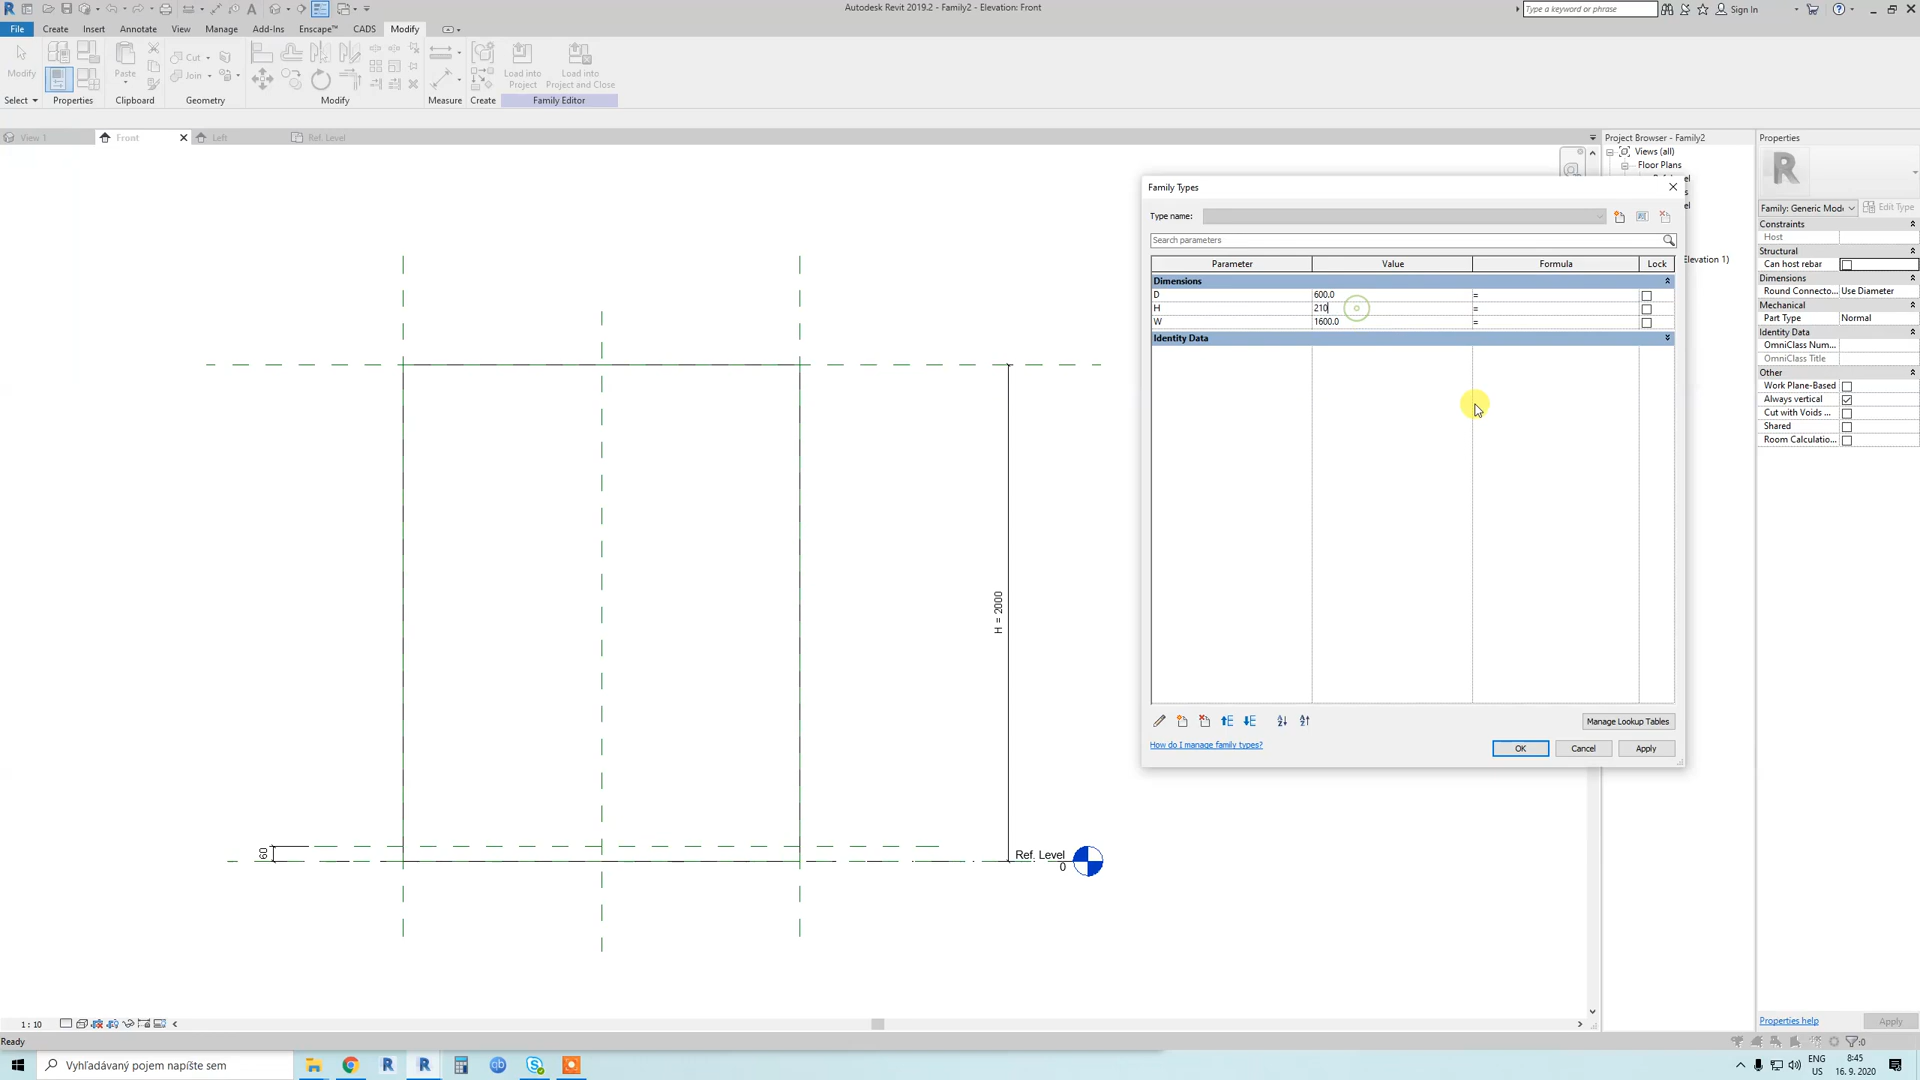 Autodesk Revit 2019.2 - Family2 - Elevation: Front
Type a keyword or phrase
Sign In
File Create Insert Annotate View Manage Add-Ins Enscape™ CADS Modify
Modify
Paste
Cut
Join
Load into
Project
Load into
Project and Close
Select Properties Clipboard Geometry Modify Measure Create Family Editor
View 1
Front
Left
Ref. Level
H = 2000
60
Ref. Level
0
Family Types
Type name:
Search parameters
Parameter Value Formula Lock
Dimensions
D 600.0 =
H 210 =
W 1600.0 =
Identity Data
Manage Lookup Tables
How do I manage family types?
OK Cancel Apply
Project Browser - Family2
Views (all)
Floor Plans
Elevation 1)
Properties
R
Family: Generic Mode
Edit Type
Constraints
Host
Structural
Can host rebar
Dimensions
Round Connecto... Use Diameter
Mechanical
Part Type Normal
Identity Data
OmniClass Num...
OmniClass Title
Other
Work Plane-Based
Always vertical
Cut with Voids ...
Shared
Room Calculatio...
Properties help
Apply
1 : 10
Ready
:0
Vyhľadávaný pojem napíšte sem
ENG
US
8:45
16. 9. 2020